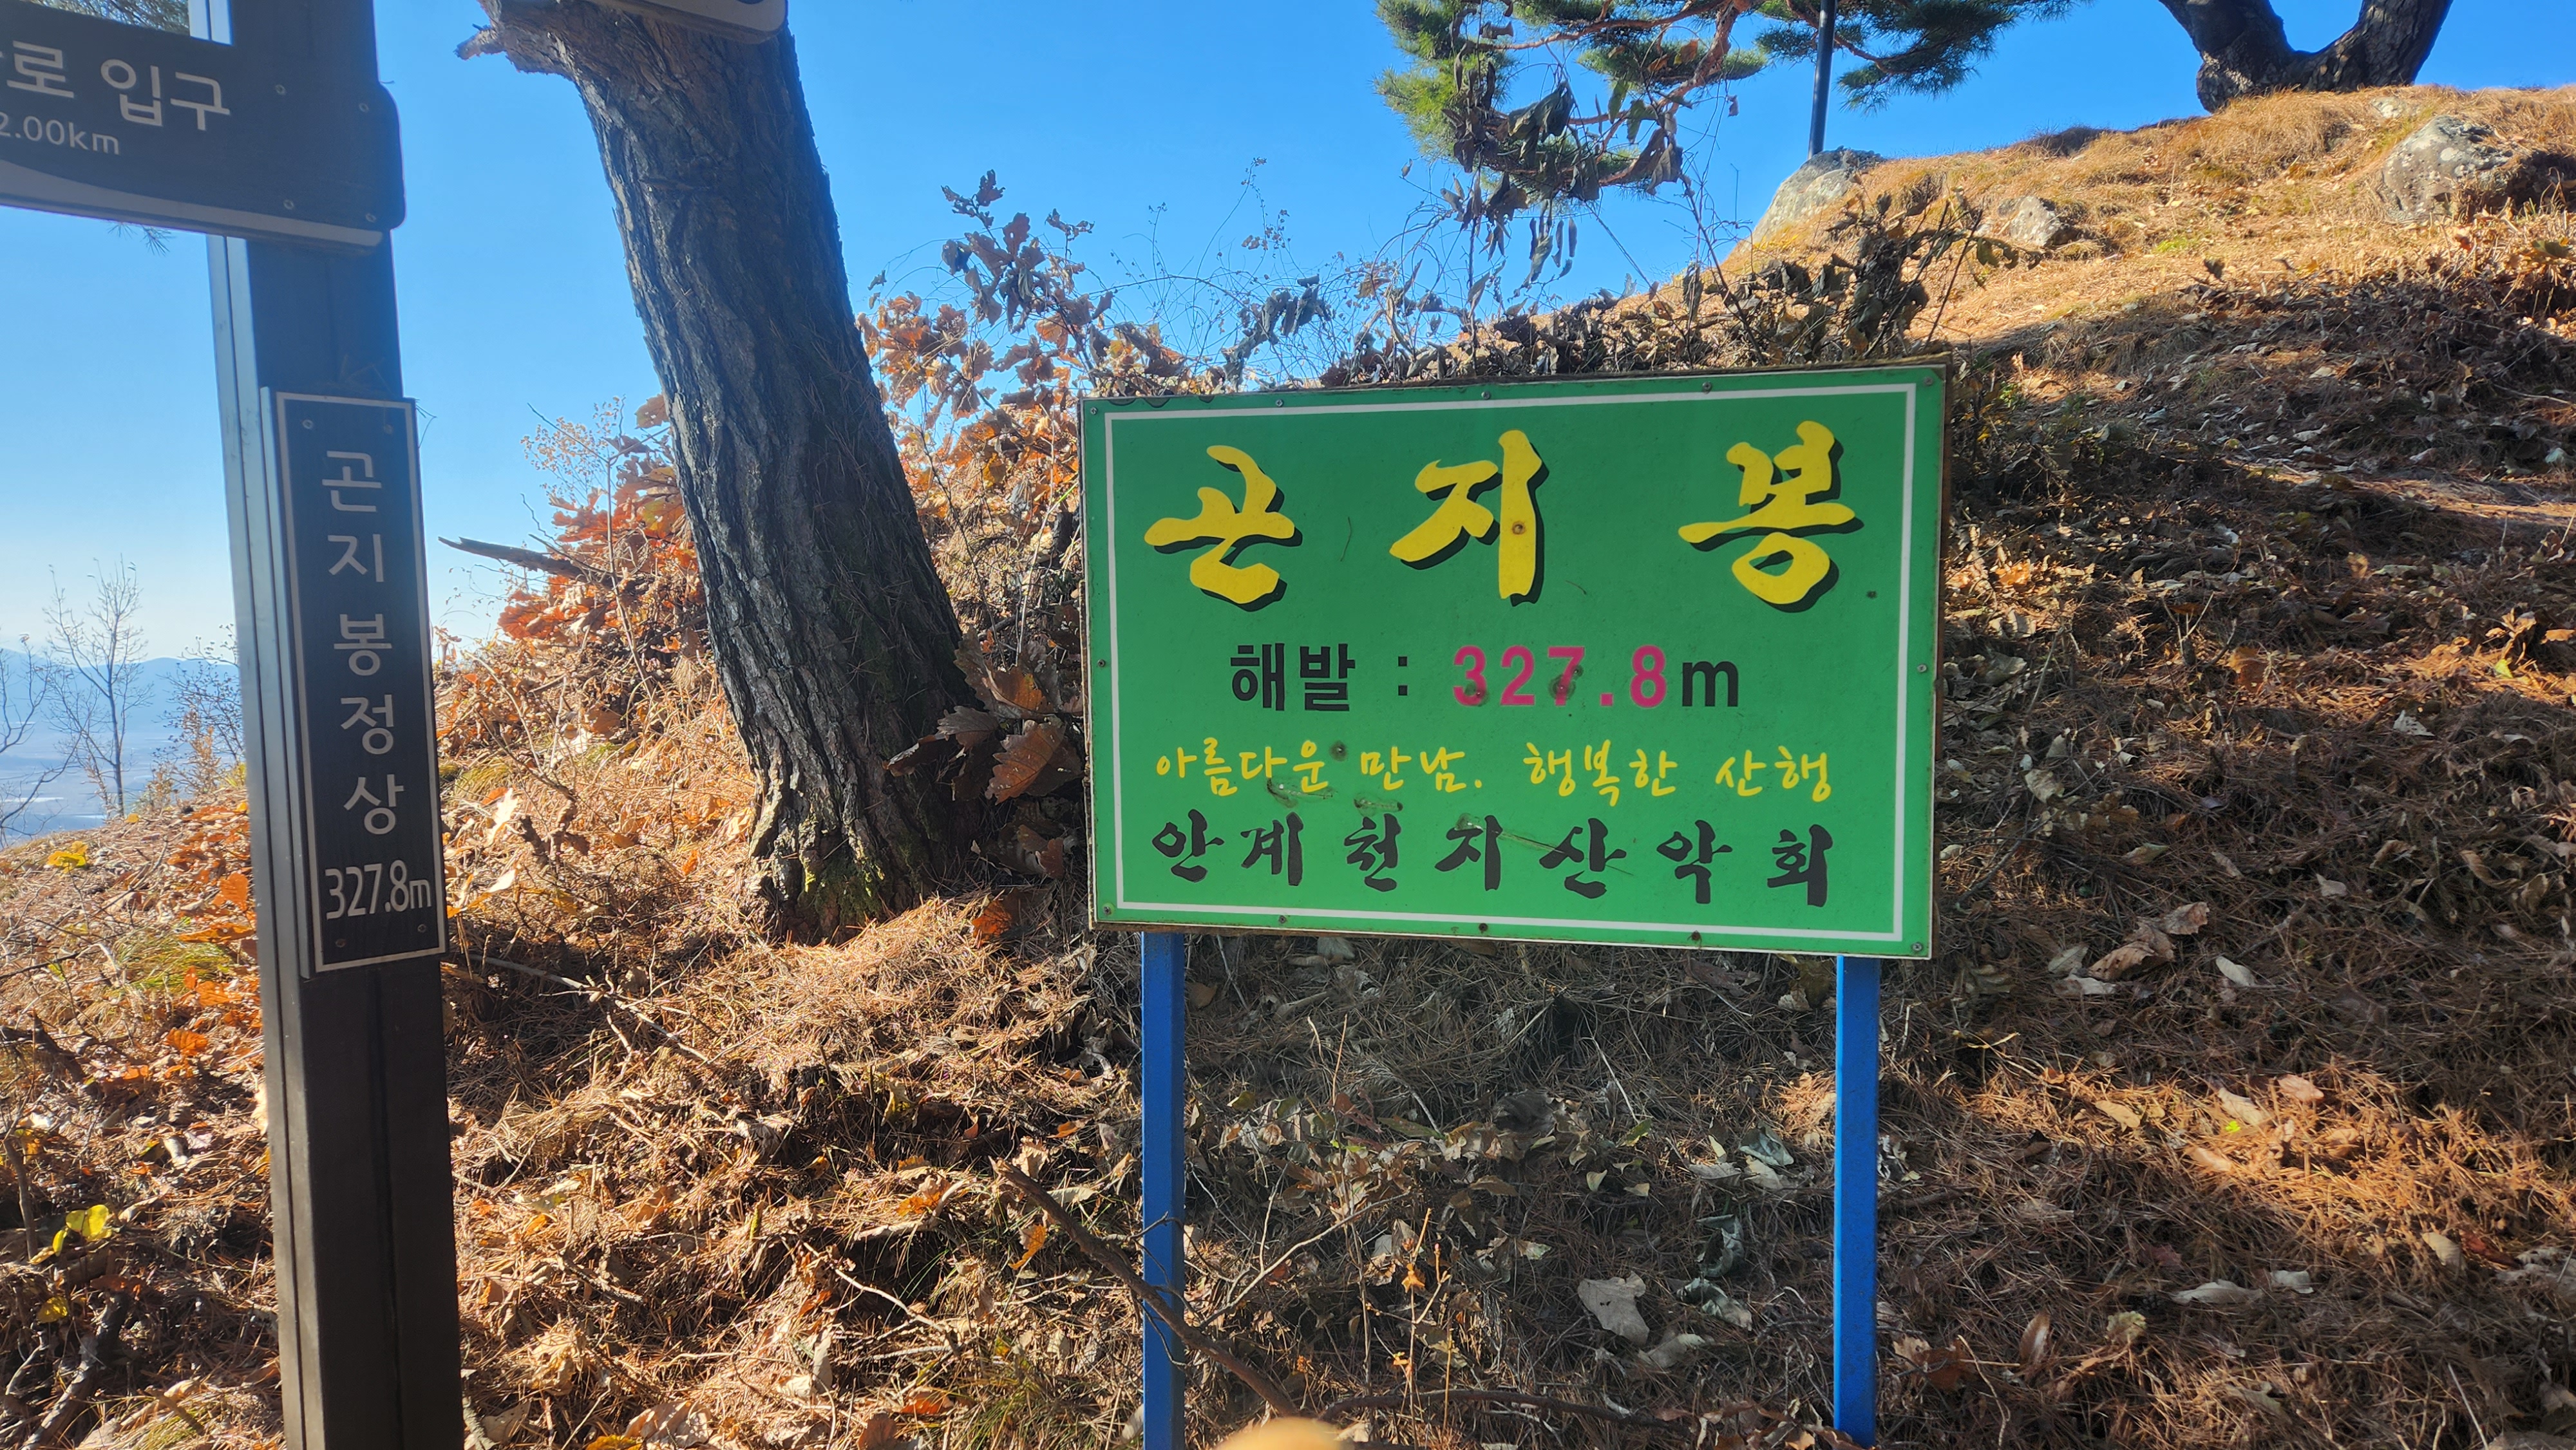 로 입구
2.00km
곤지봉정상
327.8m
곤지봉
해발 : 327.8m
아름다운 만남. 행복한 산행
안계천지산악회